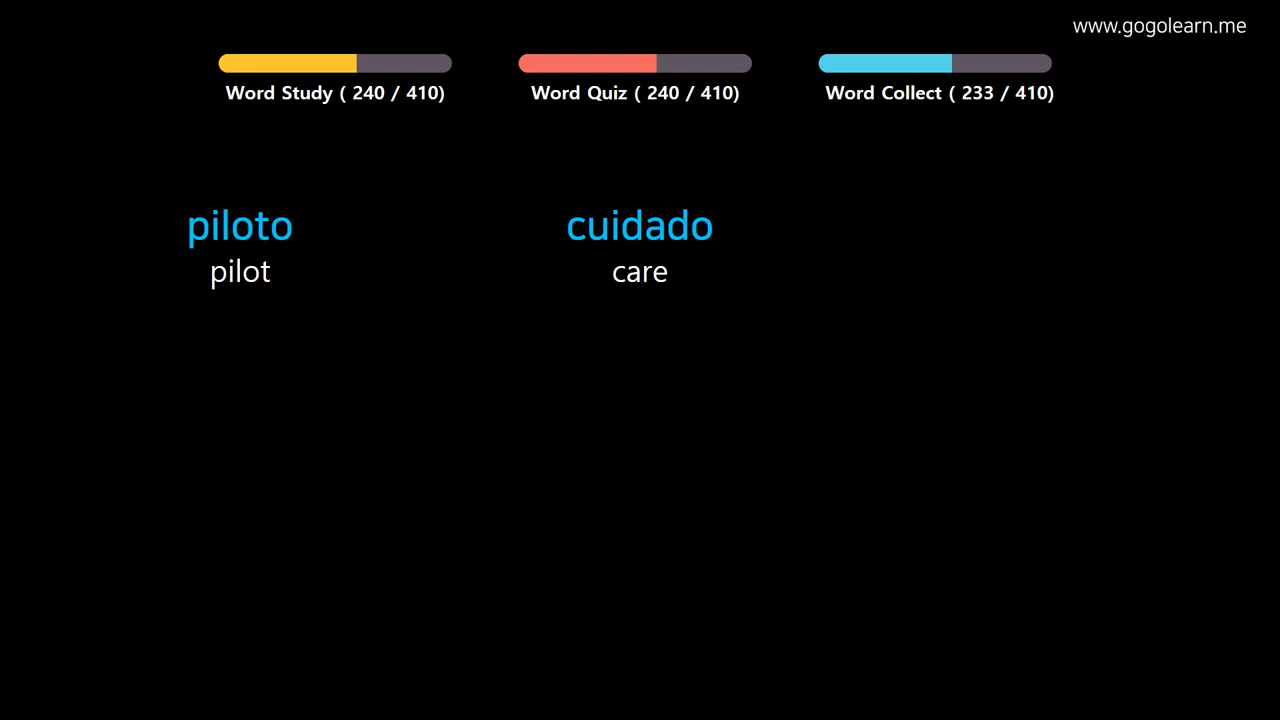 www.gogolearn.me
Word Study ( 240 / 410)
Word Quiz ( 240 / 410)
Word Collect ( 233 / 410)
piloto
pilot
cuidado
care